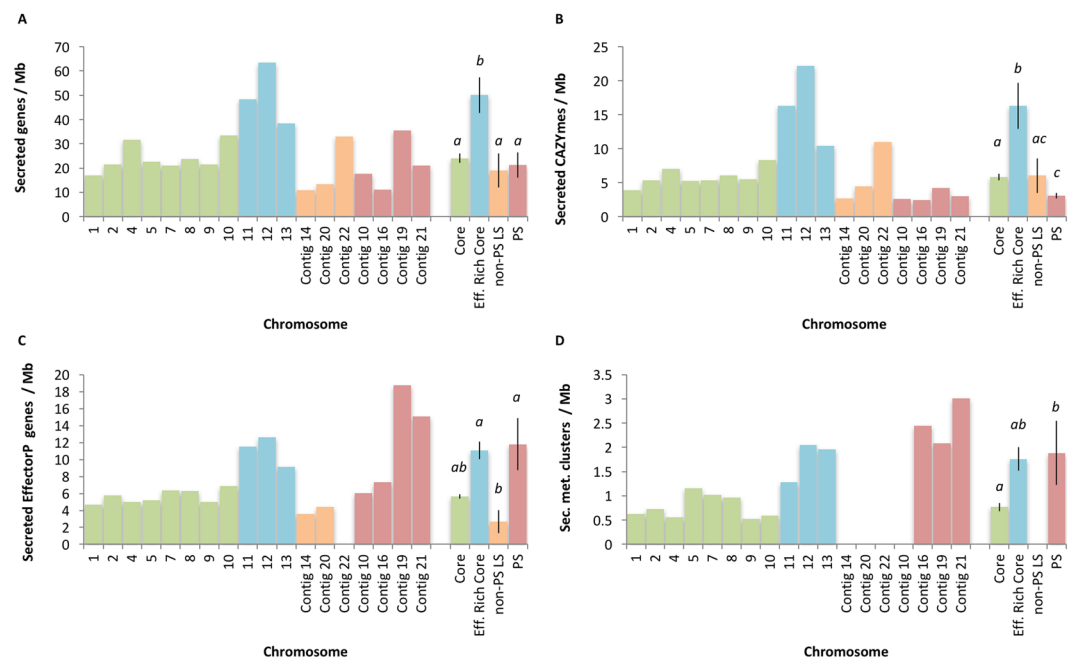 A
Secreted genes / Mb
70
60
50
40
30
20
10
0
a
b
a
a
1
2
4
5
7
8
9
10
11
12
13
Contig 14
Contig 20
Contig 22
Contig 10
Contig 16
Contig 19
Contig 21
Core
Eff. Rich Core
non-PS LS
PS
Chromosome
B
Secreted CAZYmes / Mb
25
20
15
10
5
0
a
b
ac
c
1
2
4
5
7
8
9
10
11
12
13
Contig 14
Contig 20
Contig 22
Contig 10
Contig 16
Contig 19
Contig 21
Core
Eff. Rich Core
non-PS LS
PS
Chromosome
C
Secreted EffectorP genes / Mb
20
18
16
14
12
10
8
6
4
2
0
ab
a
b
a
1
2
4
5
7
8
9
10
11
12
13
Contig 14
Contig 20
Contig 22
Contig 10
Contig 16
Contig 19
Contig 21
Core
Eff. Rich Core
non-PS LS
PS
Chromosome
D
Sec. met. clusters / Mb
3.5
3
2.5
2
1.5
1
0.5
0
a
ab
b
1
2
4
5
7
8
9
10
11
12
13
Contig 14
Contig 20
Contig 22
Contig 10
Contig 16
Contig 19
Contig 21
Core
Eff. Rich Core
non-PS LS
PS
Chromosome